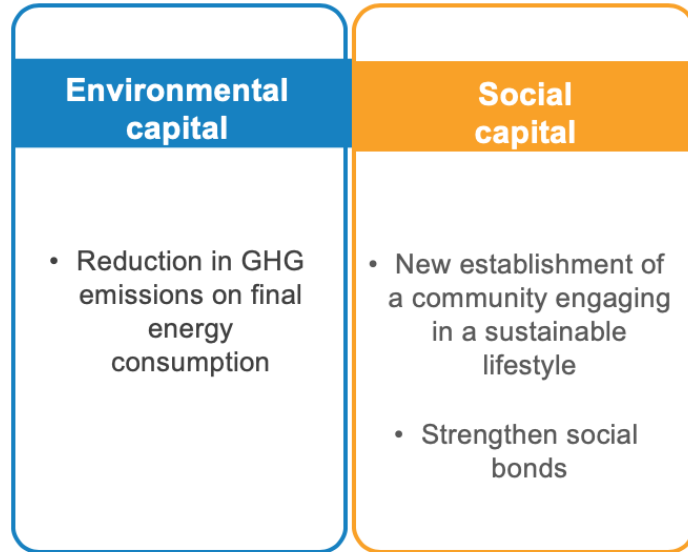 Environmental
capital
• Reduction in GHG
emissions on final
energy
consumption
Social
capital
• New establishment of
a community engaging
in a sustainable
lifestyle
• Strengthen social
bonds